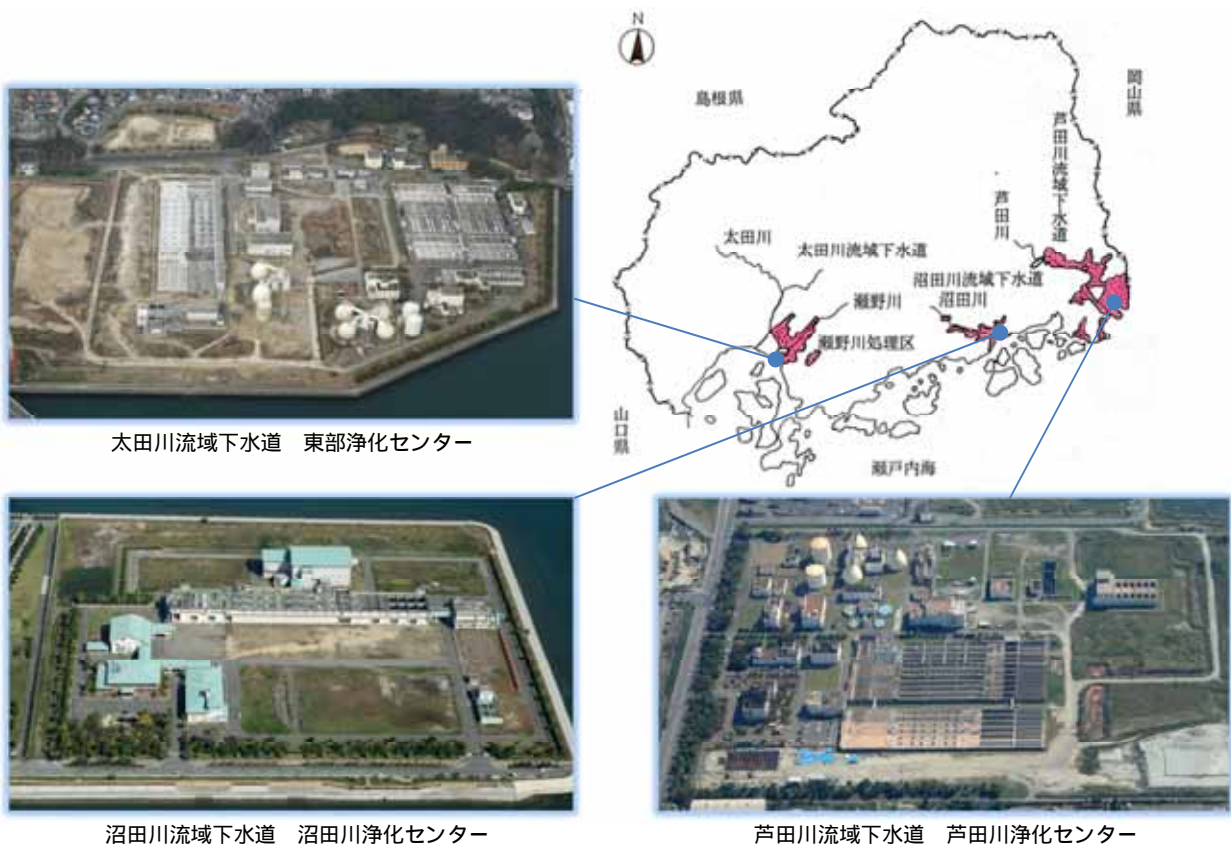 N
島根県
岡山県
芦田川流域下水道
芦田川
太田川
太田川流域下水道
沼田川流域下水道
沼田川
瀬野川
瀬野川処理区
山口県
瀬戸内海
太田川流域下水道 東部浄化センター
沼田川流域下水道 沼田川浄化センター
芦田川流域下水道 芦田川浄化センター